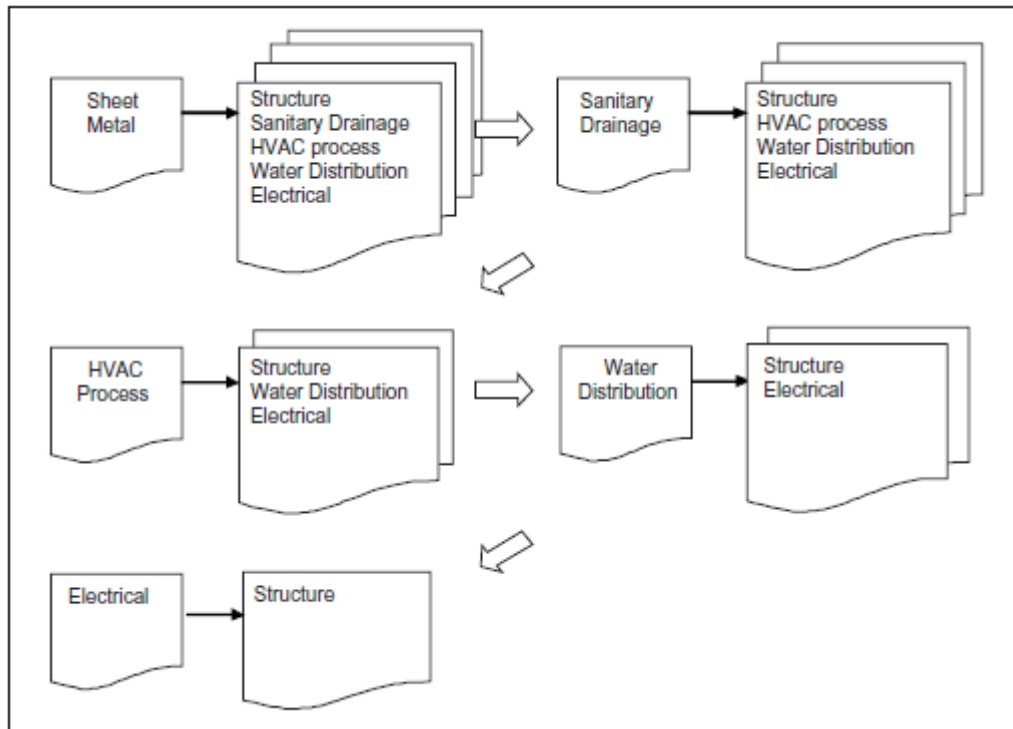 Sheet
Metal
Structure
Sanitary Drainage
HVAC process
Water Distribution
Electrical
Sanitary
Drainage
Structure
HVAC process
Water Distribution
Electrical
HVAC
Process
Structure
Water Distribution
Electrical
Water
Distribution
Structure
Electrical
Electrical
Structure